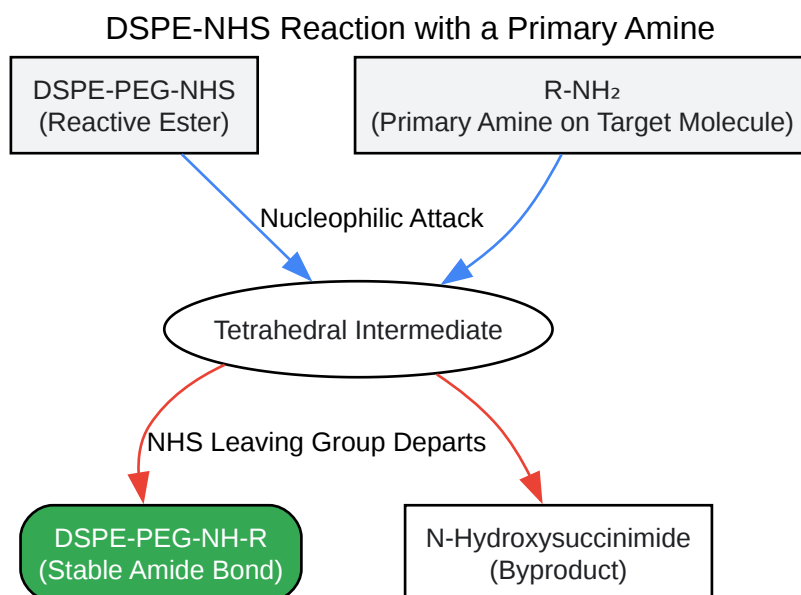 DSPE-NHS Reaction with a Primary Amine
DSPE-PEG-NHS
(Reactive Ester)
R-NH₂
(Primary Amine on Target Molecule)
Nucleophilic Attack
Tetrahedral Intermediate
NHS Leaving Group Departs
DSPE-PEG-NH-R
(Stable Amide Bond)
N-Hydroxysuccinimide
(Byproduct)